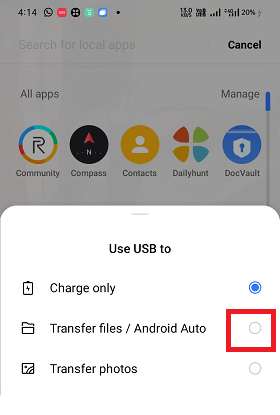 4:14 15.0 KB/S 20%
Search for local apps Cancel
All apps Manage
R N
Community Compass Contacts Dailyhunt DocVault
Use USB to
Charge only
Transfer files / Android Auto
Transfer photos